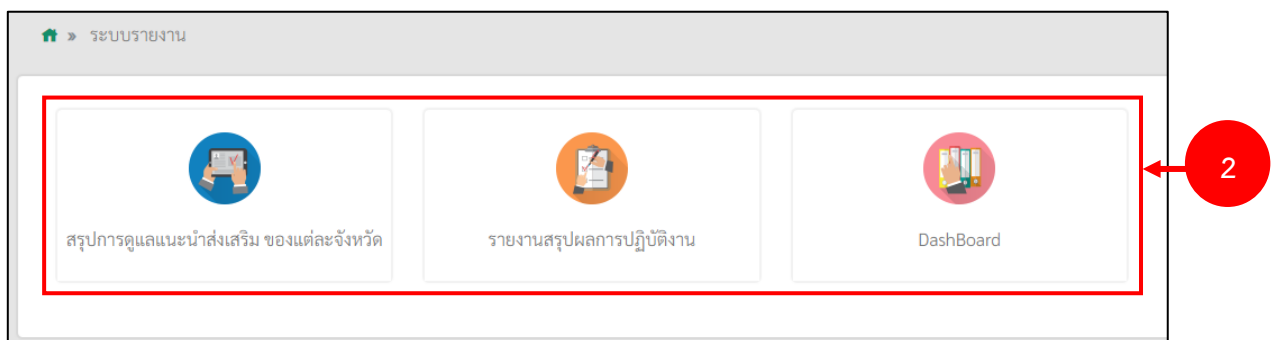 » ระบบรายงาน
สรุปการดูแลแนะนำส่งเสริม ของแต่ละจังหวัด
รายงานสรุปผลการปฏิบัติงาน
DashBoard
2